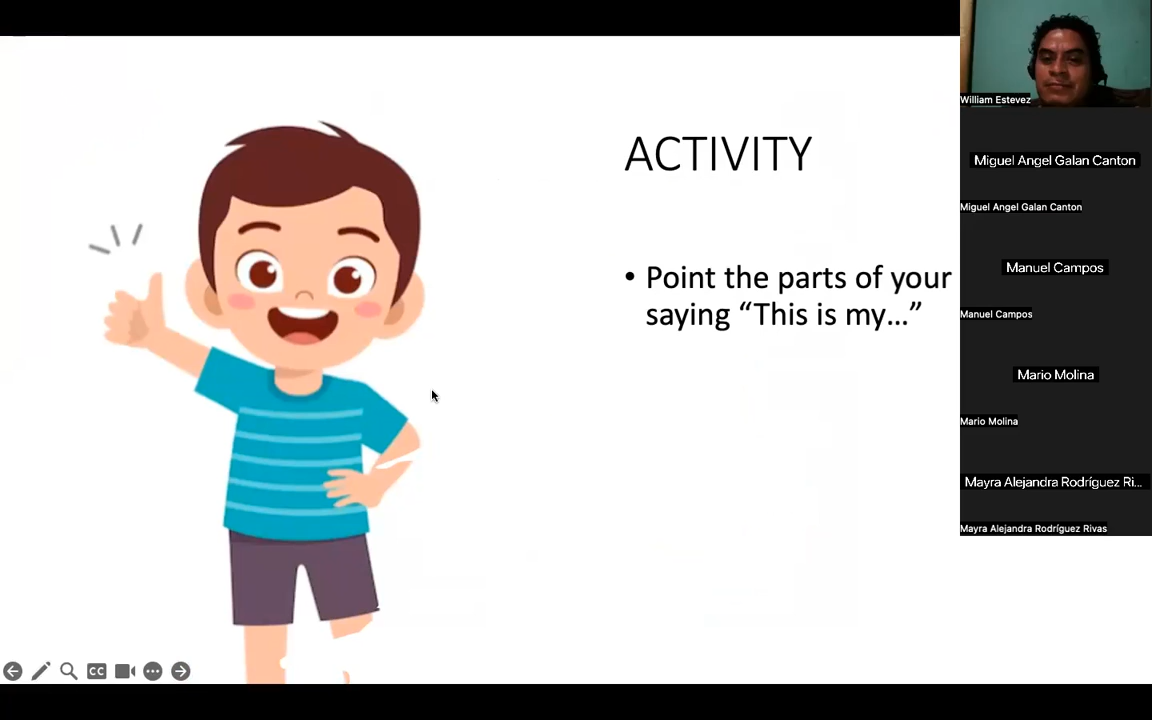 ACTIVITY
• Point the parts of your
saying “This is my...”
William Estevez
Miguel Angel Galan Canton
Miguel Angel Galan Canton
Manuel Campos
Manuel Campos
Mario Molina
Mario Molina
Mayra Alejandra Rodríguez Ri...
Mayra Alejandra Rodríguez Rivas
CC